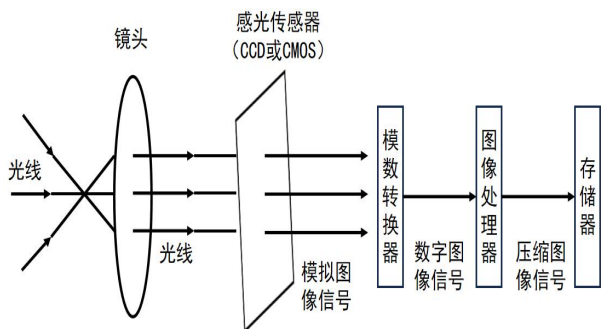 镜头
感光传感器
（CCD或CMOS）
光线
光线
模拟图
像信号
模数转换器
数字图
像信号
图像处理器
压缩图
像信号
存储器